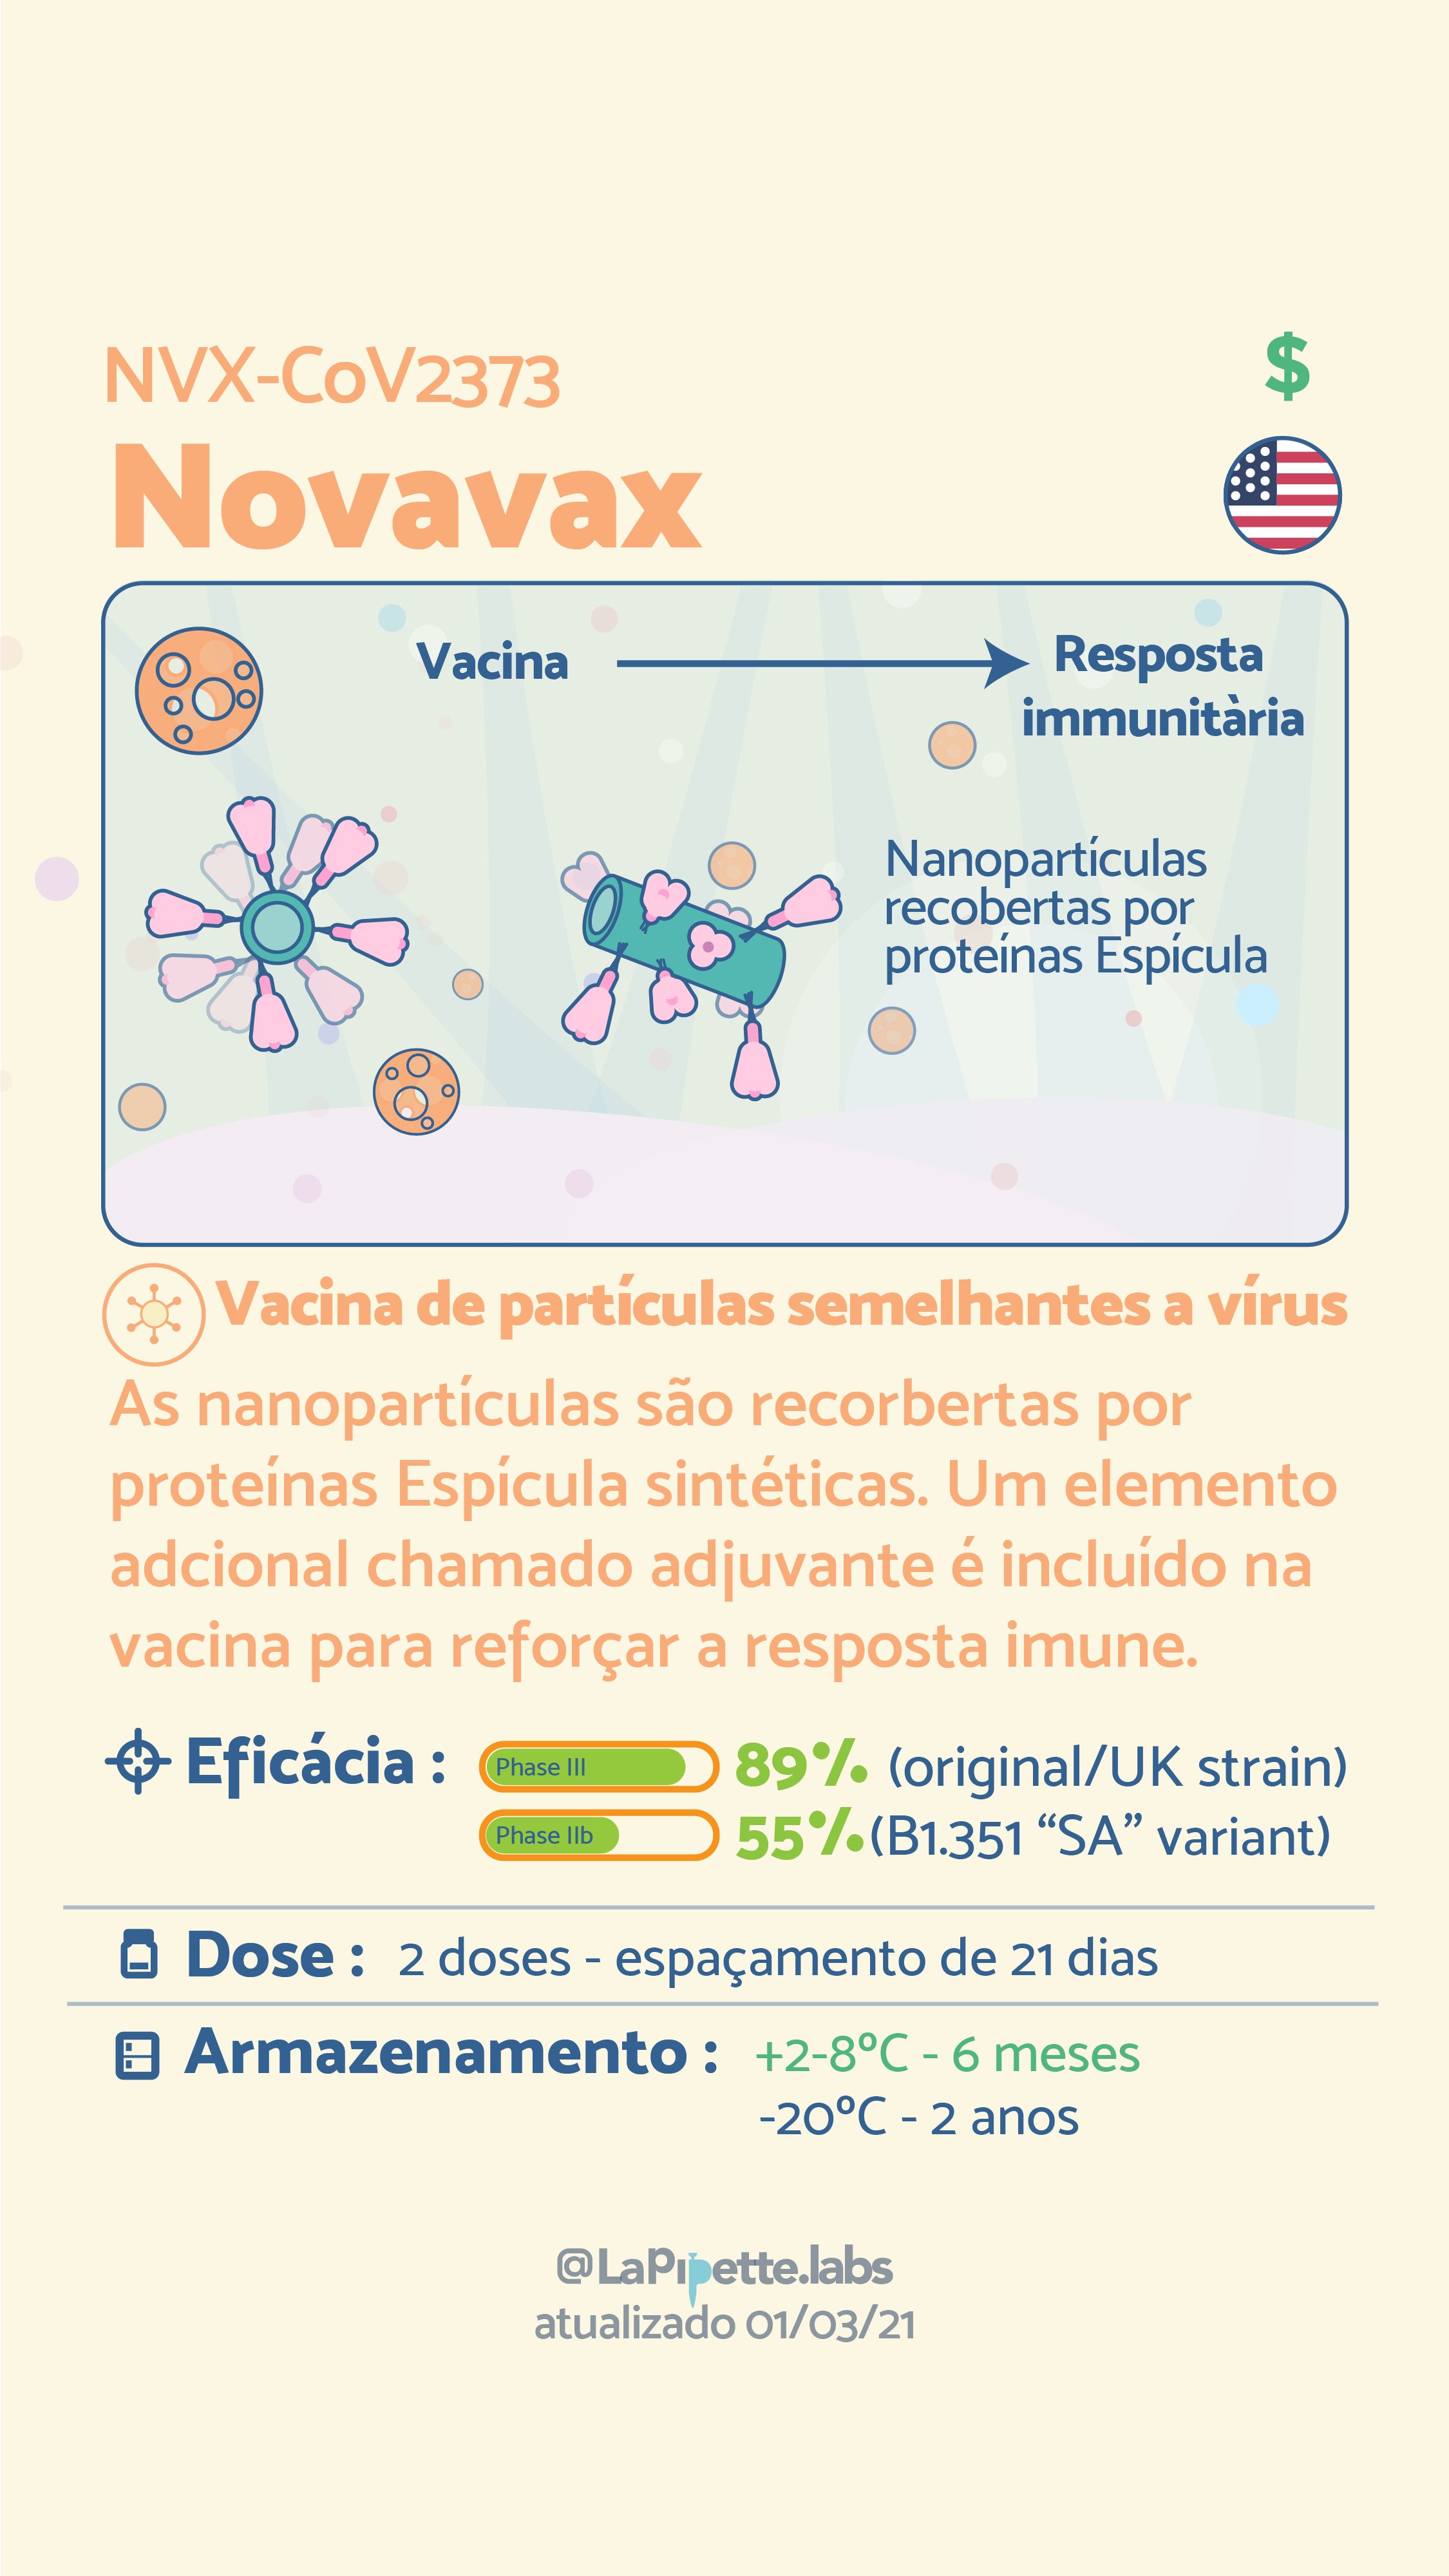 NVX-CoV2373
$
Novavax
Vacina
Resposta
immunitària
Nanopartículas
recobertas por
proteínas Espícula
Vacina de partículas semelhantes a vírus
As nanopartículas são recorbertas por
proteínas Espícula sintéticas. Um elemento
adcional chamado adjuvante é incluído na
vacina para reforçar a resposta imune.
Eficácia : Phase III 89% (original/UK strain)
Phase IIb 55% (B1.351 “SA” variant)
Dose : 2 doses - espaçamento de 21 dias
Armazenamento : +2-8ºC - 6 meses
-20ºC - 2 anos
@LaPipette.labs
atualizado 01/03/21